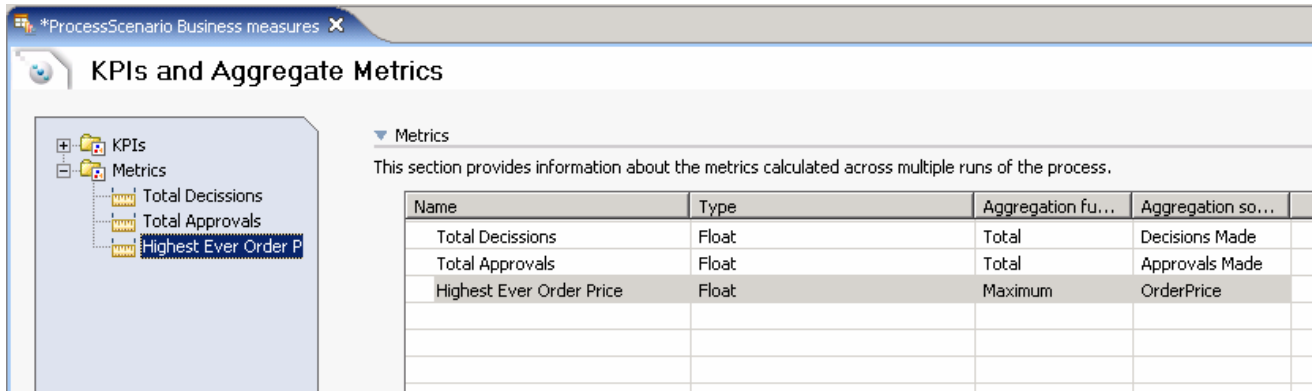 *ProcessScenario Business measures
KPIs and Aggregate Metrics
KPIs
Metrics
Total Decissions
Total Approvals
Highest Ever Order P
Metrics
This section provides information about the metrics calculated across multiple runs of the process.
Name Type Aggregation fu... Aggregation so...
Total Decissions Float Total Decisions Made
Total Approvals Float Total Approvals Made
Highest Ever Order Price Float Maximum OrderPrice